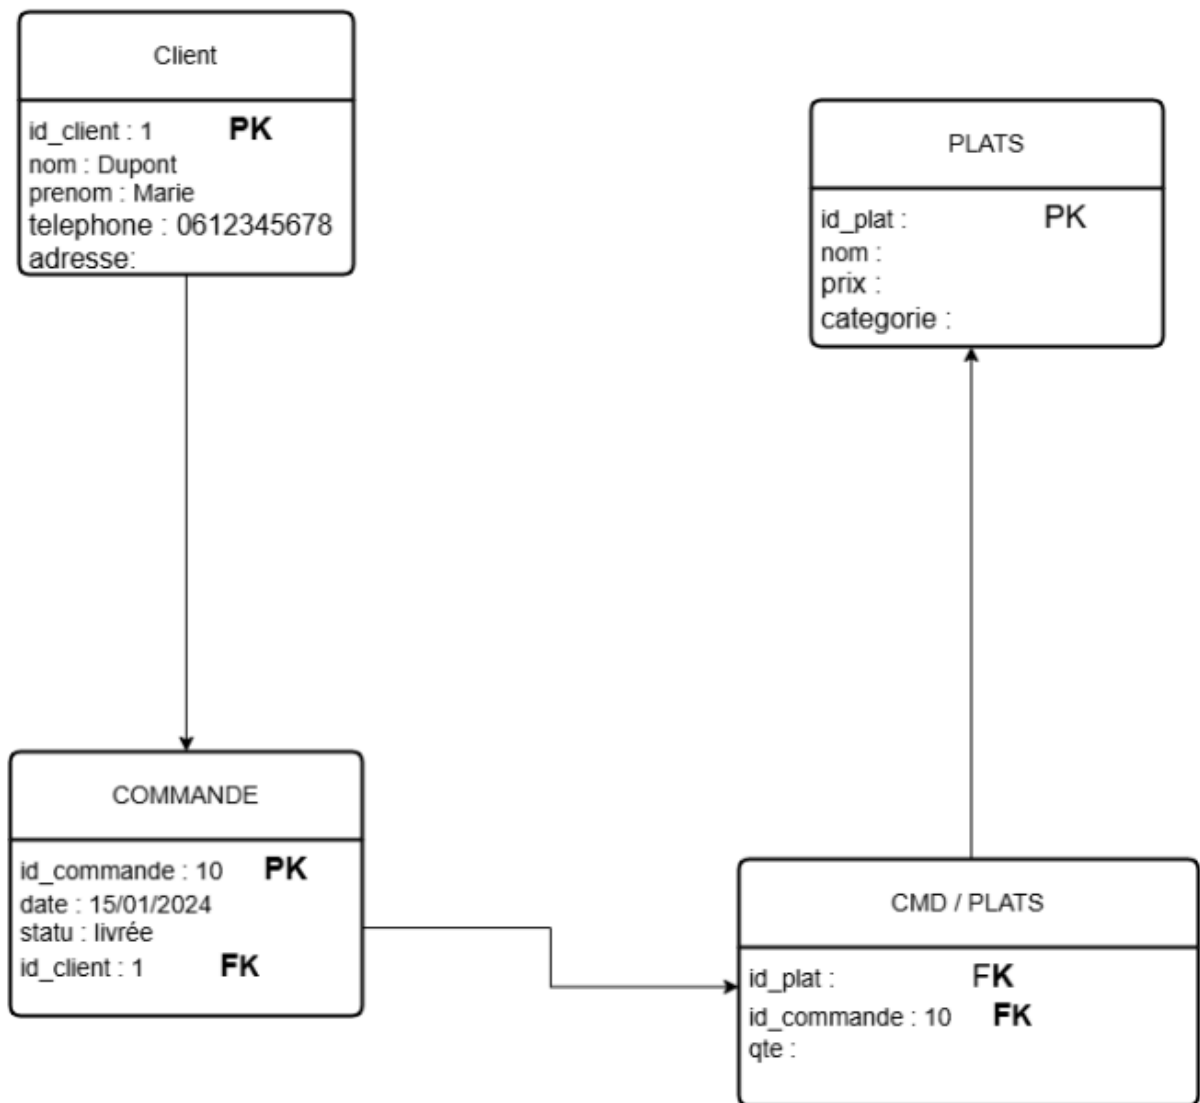 Client
id_client : 1 PK
nom : Dupont
prenom : Marie
telephone : 0612345678
adresse:
PLATS
id_plat : PK
nom :
prix :
categorie :
COMMANDE
id_commande : 10 PK
date : 15/01/2024
statu : livrée
id_client : 1 FK
CMD / PLATS
id_plat : FK
id_commande : 10 FK
qte :